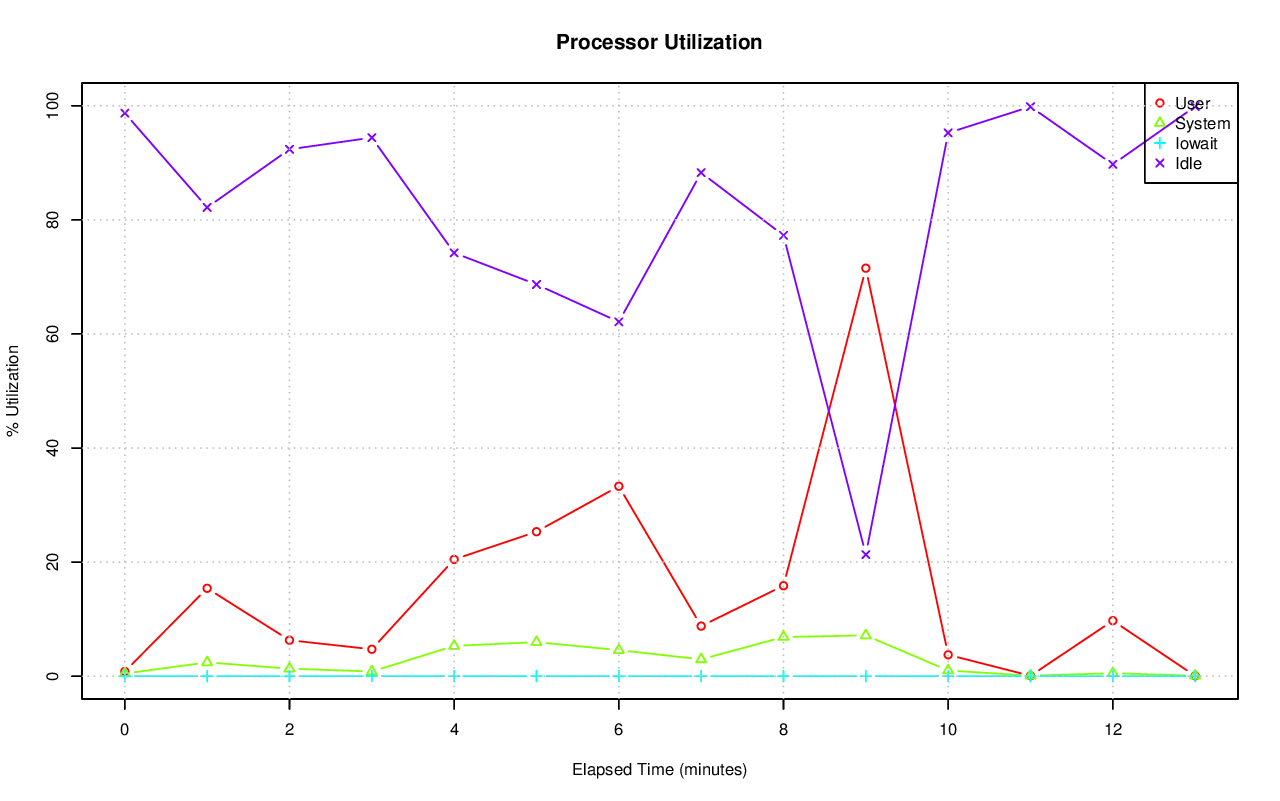 Processor Utilization
% Utilization
100
80
60
40
20
0
User
System
Iowait
Idle
0 2 4 6 8 10 12
Elapsed Time (minutes)